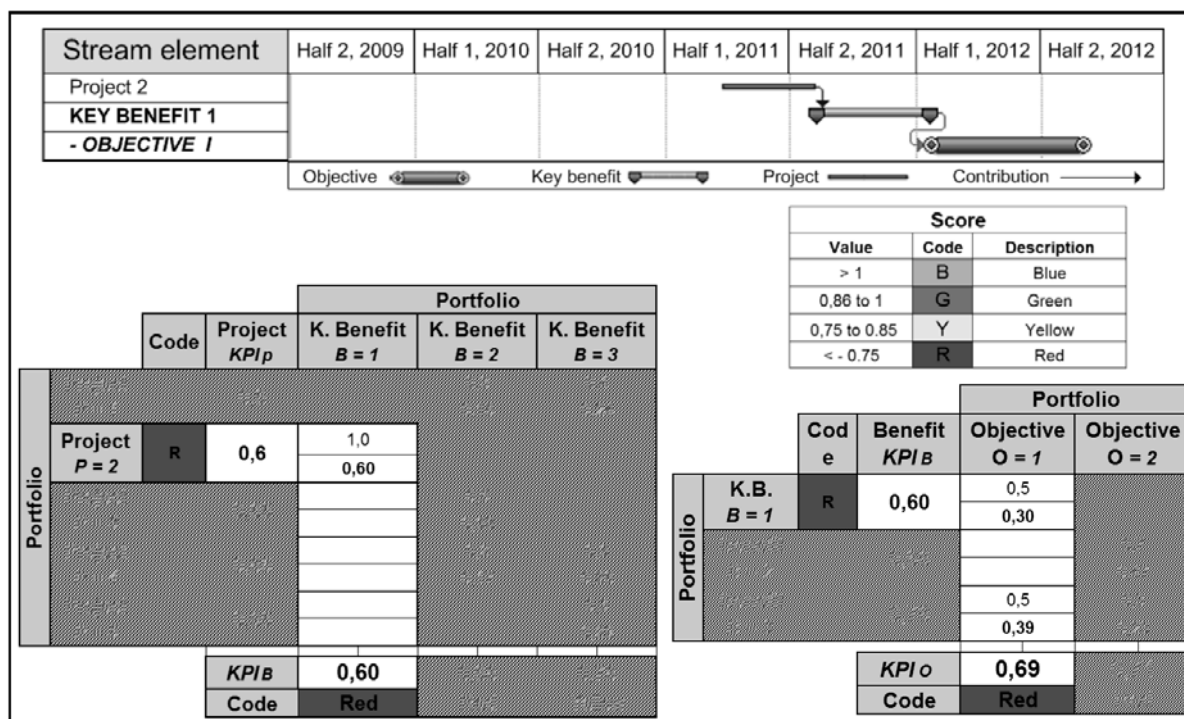 Stream element Half 2, 2009 Half 1, 2010 Half 2, 2010 Half 1, 2011 Half 2, 2011 Half 1, 2012 Half 2, 2012
Project 2
KEY BENEFIT 1
- OBJECTIVE I
Objective Key benefit Project Contribution
Score
Value Code Description
> 1 B Blue
0,86 to 1 G Green
0,75 to 0.85 Y Yellow
< - 0.75 R Red
Portfolio
Code Project K. Benefit K. Benefit K. Benefit
KPI P B = 1 B = 2 B = 3
Portfolio
Project R 0,6 1,0
P = 2 0,60
KPI B 0,60
Code Red
Portfolio
Cod Benefit Objective Objective
e KPI B O = 1 O = 2
Portfolio
K.B. R 0,60 0,5
B = 1 0,30
0,5
0,39
KPI O 0,69
Code Red